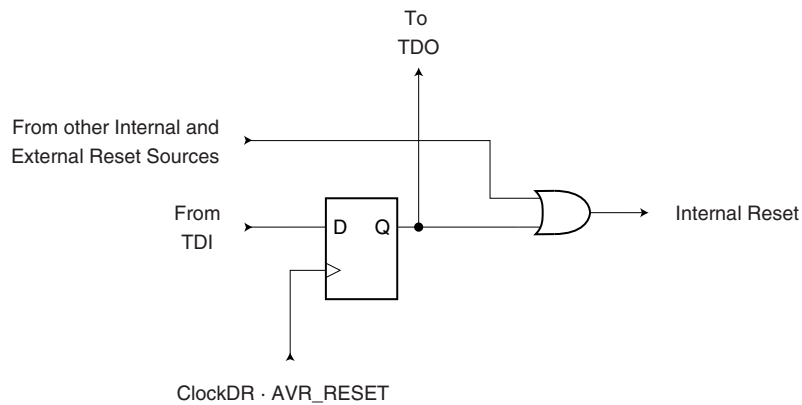 To
TDO
From other Internal and
External Reset Sources
From
TDI
D Q
Internal Reset
ClockDR · AVR_RESET